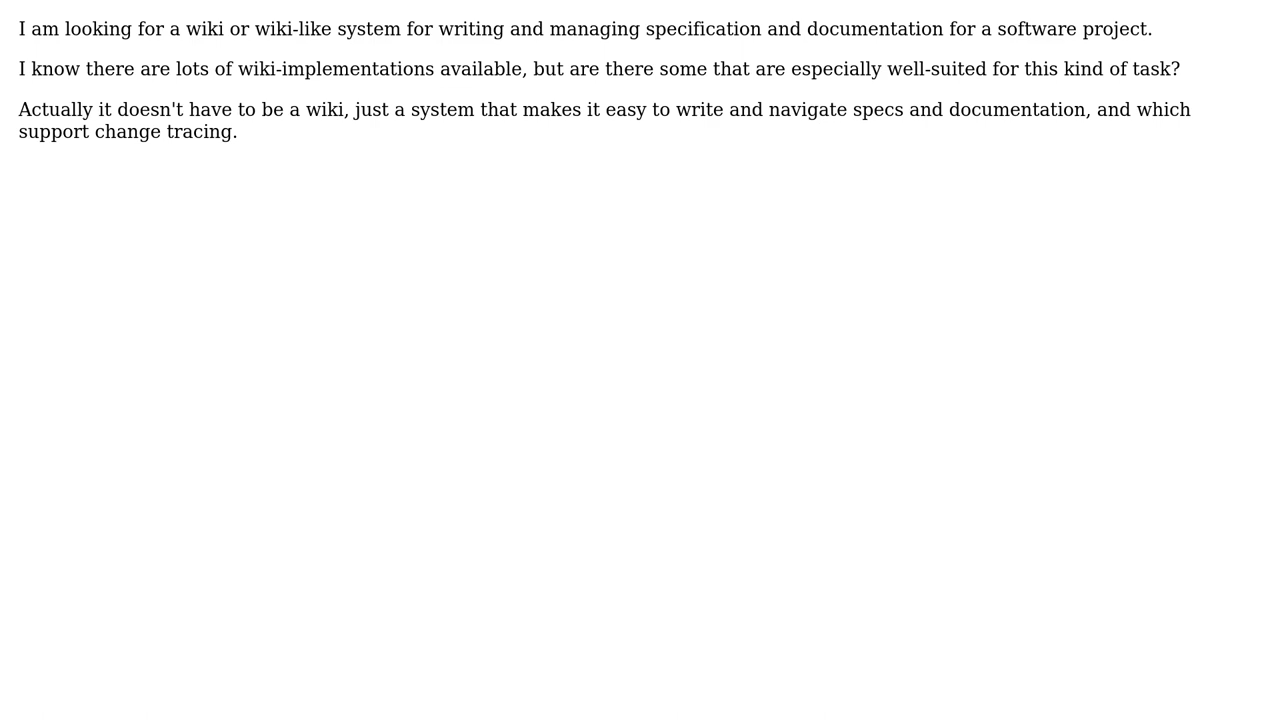 I am looking for a wiki or wiki-like system for writing and managing specification and documentation for a software project.
I know there are lots of wiki-implementations available, but are there some that are especially well-suited for this kind of task?
Actually it doesn't have to be a wiki, just a system that makes it easy to write and navigate specs and documentation, and which
support change tracing.